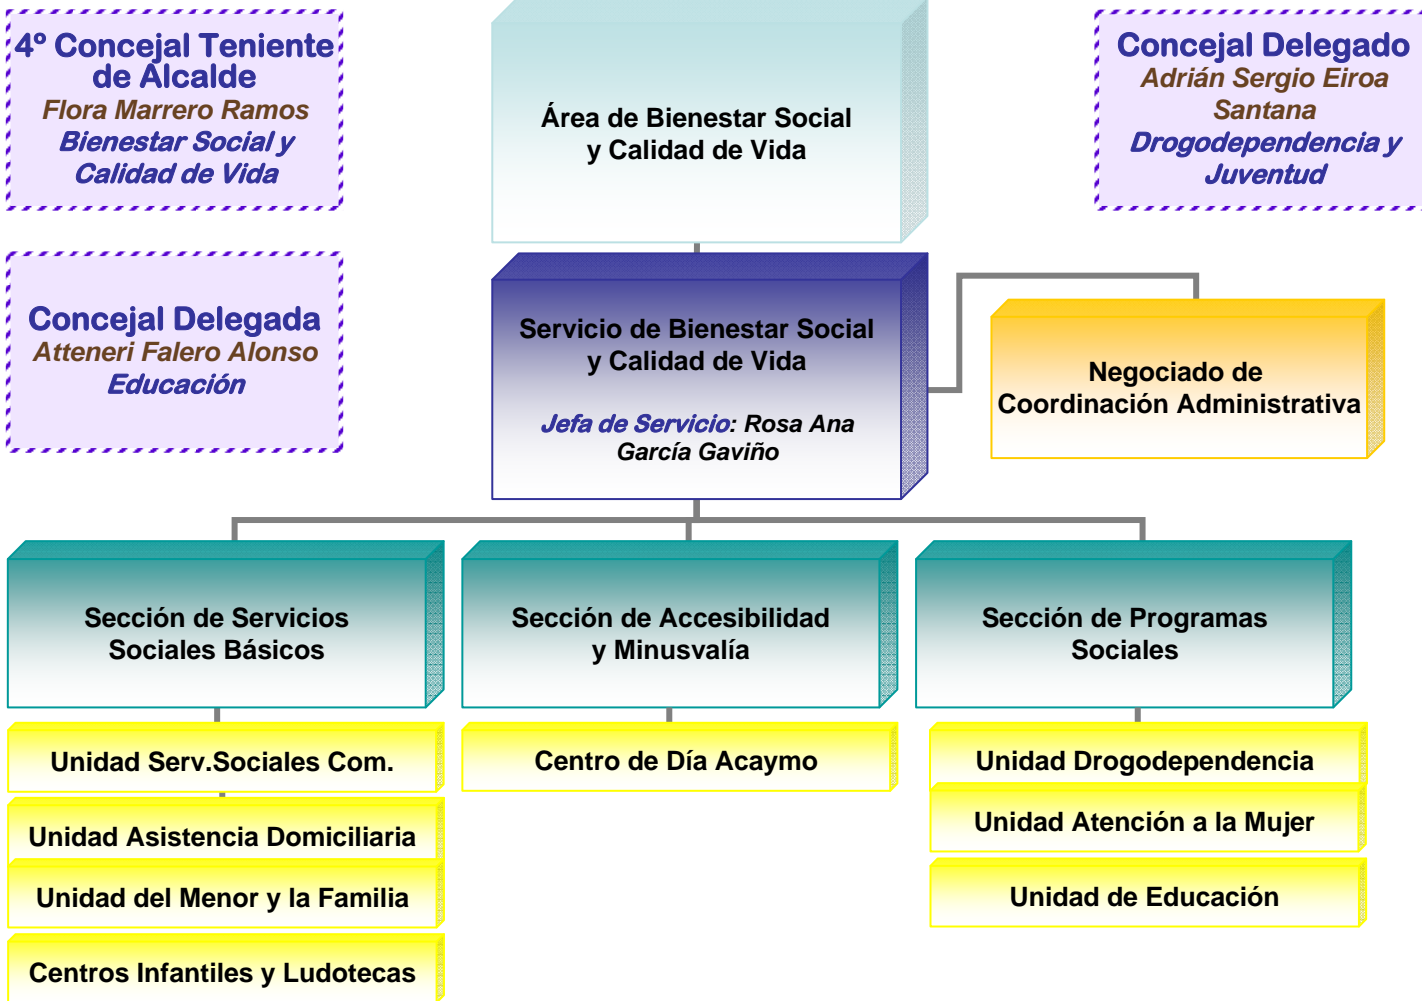 4º Concejal Teniente
de Alcalde
Flora Marrero Ramos
Bienestar Social y
Calidad de Vida
Área de Bienestar Social
y Calidad de Vida
Concejal Delegado
Adrián Sergio Eiroa
Santana
Drogodependencia y
Juventud
Concejal Delegada
Atteneri Falero Alonso
Educación
Servicio de Bienestar Social
y Calidad de Vida
Jefa de Servicio: Rosa Ana
García Gaviño
Negociado de
Coordinación Administrativa
Sección de Servicios
Sociales Básicos
Sección de Accesibilidad
y Minusvalía
Sección de Programas
Sociales
Unidad Serv.Sociales Com.
Unidad Asistencia Domiciliaria
Unidad del Menor y la Familia
Centros Infantiles y Ludotecas
Centro de Día Acaymo
Unidad Drogodependencia
Unidad Atención a la Mujer
Unidad de Educación